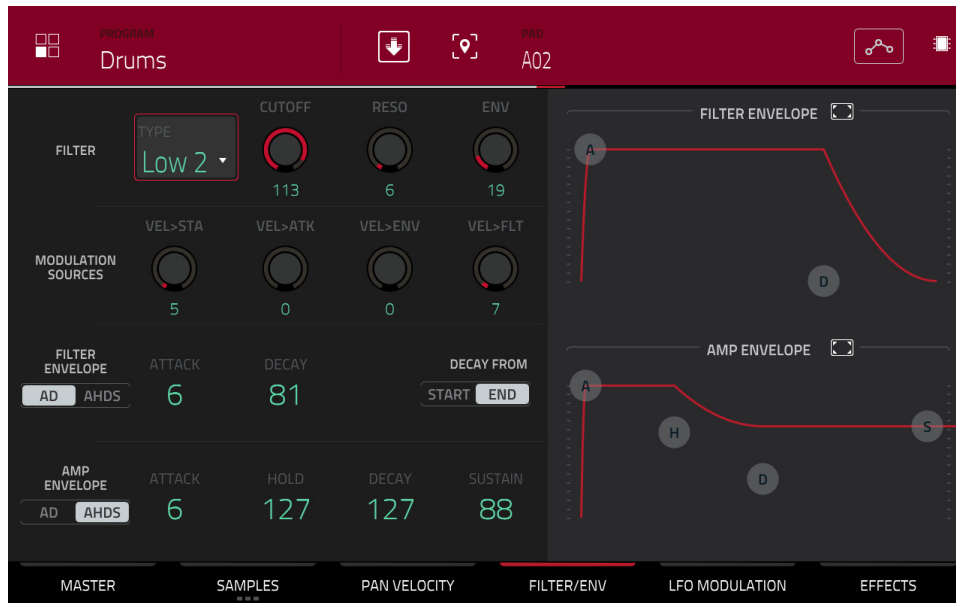 PROGRAM
Drums
PAD
A02
FILTER
TYPE
Low 2
CUTOFF
113
RESO
6
ENV
19
MODULATION
SOURCES
VEL>STA
5
VEL>ATK
0
VEL>ENV
0
VEL>FLT
7
FILTER
ENVELOPE
AD AHDS
ATTACK
6
DECAY
81
DECAY FROM
START END
AMP
ENVELOPE
AD AHDS
ATTACK
6
HOLD
127
DECAY
127
SUSTAIN
88
FILTER ENVELOPE
A
D
AMP ENVELOPE
A
H
D
S
MASTER SAMPLES PAN VELOCITY FILTER/ENV LFO MODULATION EFFECTS